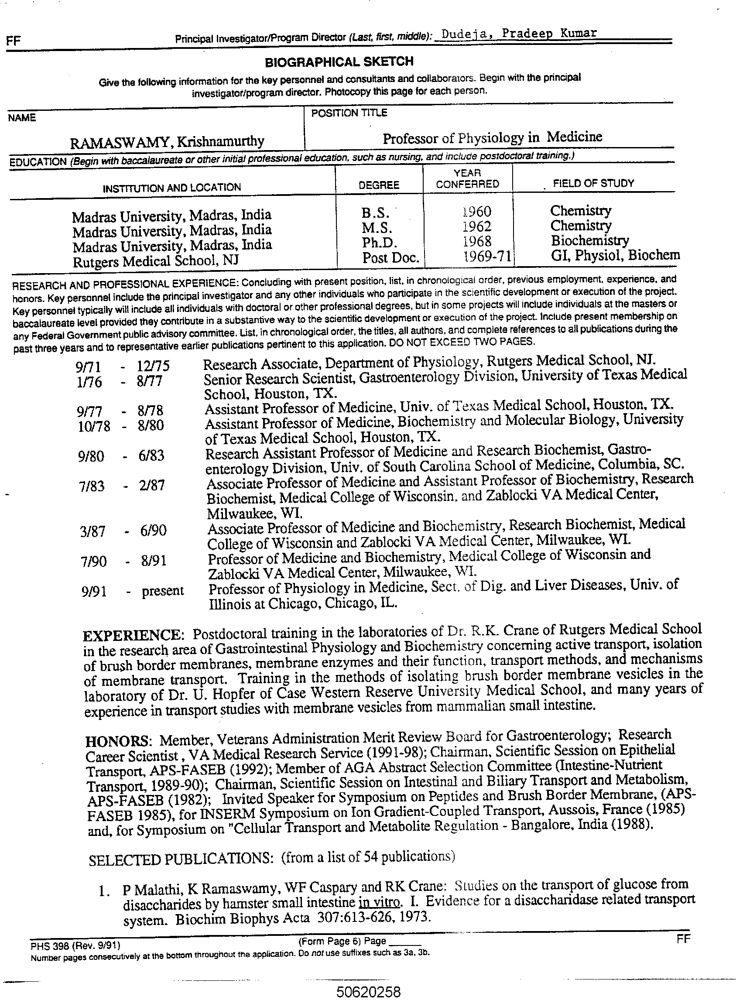 FF
Principal Investigator/Program Director (Last, first, middle): Dudeja, Pradeep Kumar
BIOGRAPHICAL SKETCH
Give the following information for the key personnel and consultants and collaborators. Begin with the principal
investigator/program director. Photocopy this page for each person.
NAME
POSITION TITLE
RAMASWAMY, Krishnamurthy
Professor of Physiology in Medicine
EDUCATION (Begin with baccalaureate or other initial professional education, such as nursing, and include postdoctoral training.)
INSTITUTION AND LOCATION DEGREE YEAR CONFERRED FIELD OF STUDY
Madras University, Madras, India B.S. 1960 Chemistry
Madras University, Madras, India M.S. 1962 Chemistry
Madras University, Madras, India Ph.D. 1968 Biochemistry
Rutgers Medical School, NJ Post Doc. 1969-71 GI, Physiol, Biochem
RESEARCH AND PROFESSIONAL EXPERIENCE: Concluding with present position, list, in chronological order, previous employment, experience, and
honors. Key personnel include the principal investigator and any other individuals who participate in the scientific development or execution of the project.
Key personnel typically will include all individuals with doctoral or other professional degrees, but in some projects will include individuals at the masters or
baccalaureate level provided they contribute in a substantive way to the scientific development or execution of the project. Include present membership on
any Federal Government public advisory committee. List, in chronological order, the titles, all authors, and complete references to all publications during the
past three years and to representative earlier publications pertinent to this application. DO NOT EXCEED TWO PAGES.
9/71 - 12/75 Research Associate, Department of Physiology, Rutgers Medical School, NJ.
1/76 - 8/77 Senior Research Scientist, Gastroenterology Division, University of Texas Medical
School, Houston, TX.
9/77 - 8/78 Assistant Professor of Medicine, Univ. of Texas Medical School, Houston, TX.
10/78 - 8/80 Assistant Professor of Medicine, Biochemistry and Molecular Biology, University
of Texas Medical School, Houston, TX.
9/80 - 6/83 Research Assistant Professor of Medicine and Research Biochemist, Gastro-
enterology Division, Univ. of South Carolina School of Medicine, Columbia, SC.
7/83 - 2/87 Associate Professor of Medicine and Assistant Professor of Biochemistry, Research
Biochemist, Medical College of Wisconsin, and Zablocki VA Medical Center,
Milwaukee, WI.
3/87 - 6/90 Associate Professor of Medicine and Biochemistry, Research Biochemist, Medical
College of Wisconsin and Zablocki VA Medical Center, Milwaukee, WI.
7/90 - 8/91 Professor of Medicine and Biochemistry, Medical College of Wisconsin and
Zablocki VA Medical Center, Milwaukee, WI.
9/91 - present Professor of Physiology in Medicine, Sect. of Dig. and Liver Diseases, Univ. of
Illinois at Chicago, Chicago, IL.
EXPERIENCE: Postdoctoral training in the laboratories of Dr. R.K. Crane of Rutgers Medical School
in the research area of Gastrointestinal Physiology and Biochemistry concerning active transport, isolation
of brush border membranes, membrane enzymes and their function, transport methods, and mechanisms
of membrane transport. Training in the methods of isolating brush border membrane vesicles in the
laboratory of Dr. U. Hopfer of Case Western Reserve University Medical School, and many years of
experience in transport studies with membrane vesicles from mammalian small intestine.
HONORS: Member, Veterans Administration Merit Review Board for Gastroenterology; Research
Career Scientist , VA Medical Research Service (1991-98); Chairman, Scientific Session on Epithelial
Transport, APS-FASEB (1992); Member of AGA Abstract Selection Committee (Intestine-Nutrient
Transport, 1989-90); Chairman, Scientific Session on Intestinal and Biliary Transport and Metabolism,
APS-FASEB (1982); Invited Speaker for Symposium on Peptides and Brush Border Membrane, (APS-
FASEB 1985), for INSERM Symposium on Ion Gradient-Coupled Transport, Aussois, France (1985)
and, for Symposium on "Cellular Transport and Metabolite Regulation - Bangalore, India (1988).
SELECTED PUBLICATIONS: (from a list of 54 publications)
1. P Malathi, K Ramaswamy, WF Caspary and RK Crane: Studies on the transport of glucose from
disaccharides by hamster small intestine in vitro. I. Evidence for a disaccharidase related transport
system. Biochim Biophys Acta 307:613-626, 1973.
PHS 398 (Rev. 9/91) (Form Page 6) Page ____ FF
Number pages consecutively at the bottom throughout the application. Do not use suffixes such as 3a, 3b.
50620258